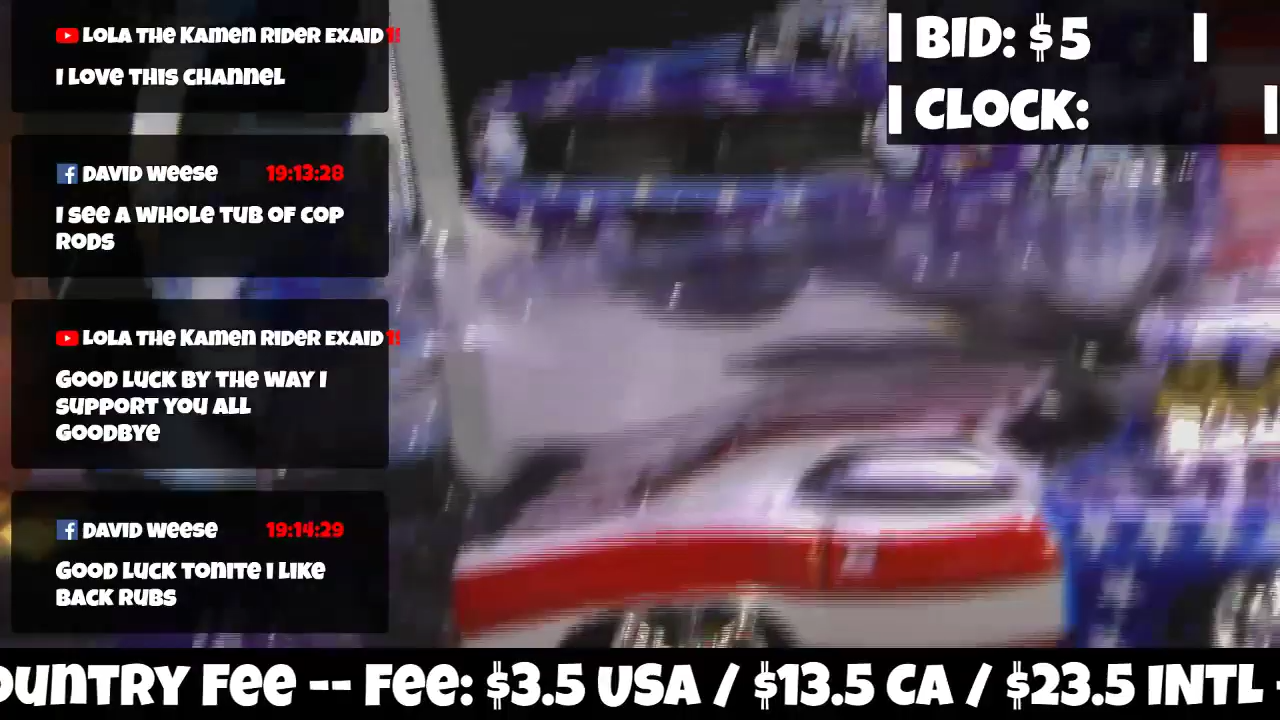 LOLA THE KAMEN RIDER EXAID
I LOVE THIS CHANNEL
DAVID WEESE 19:13:28
I SEE A WHOLE TUB OF COP
RODS
LOLA THE KAMEN RIDER EXAID
GOOD LUCK BY THE WAY I
SUPPORT YOU ALL
GOODBYE
DAVID WEESE 19:14:29
GOOD LUCK TONITE I LIKE
BACK RUBS
| BID: $5 |
| CLOCK: |
FEE -- FEE: $3.5 USA / $13.5 CA / $23.5 INTL